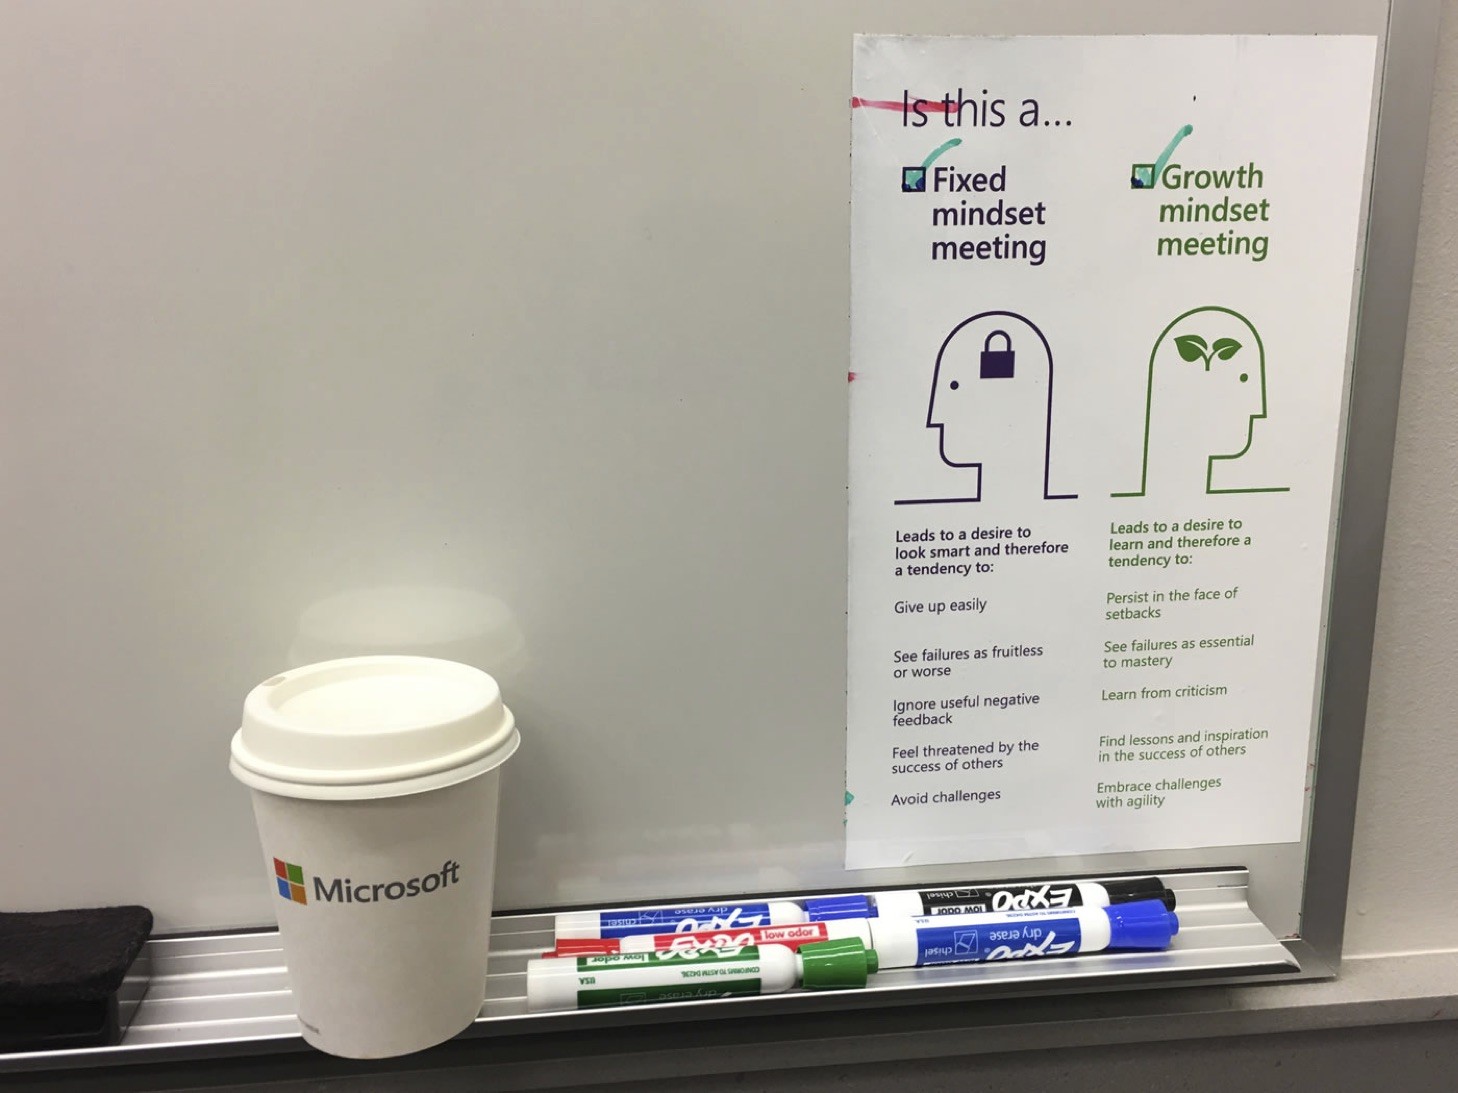 Is this a...
Fixed
mindset
meeting
Growth
mindset
meeting
Leads to a desire to
look smart and therefore
a tendency to:
Give up easily
See failures as fruitless
or worse
Ignore useful negative
feedback
Feel threatened by the
success of others
Avoid challenges
Leads to a desire to
learn and therefore a
tendency to:
Persist in the face of
setbacks
See failures as essential
to mastery
Learn from criticism
Find lessons and inspiration
in the success of others
Embrace challenges
with agility
Microsoft
EXPO
dry erase
chisel
EXPO
low odor
chisel
low odor
EXPO
low odor
CONFORMS TO ASTM D4236.
USA
dry erase
EXPO
dry erase
chisel
USA